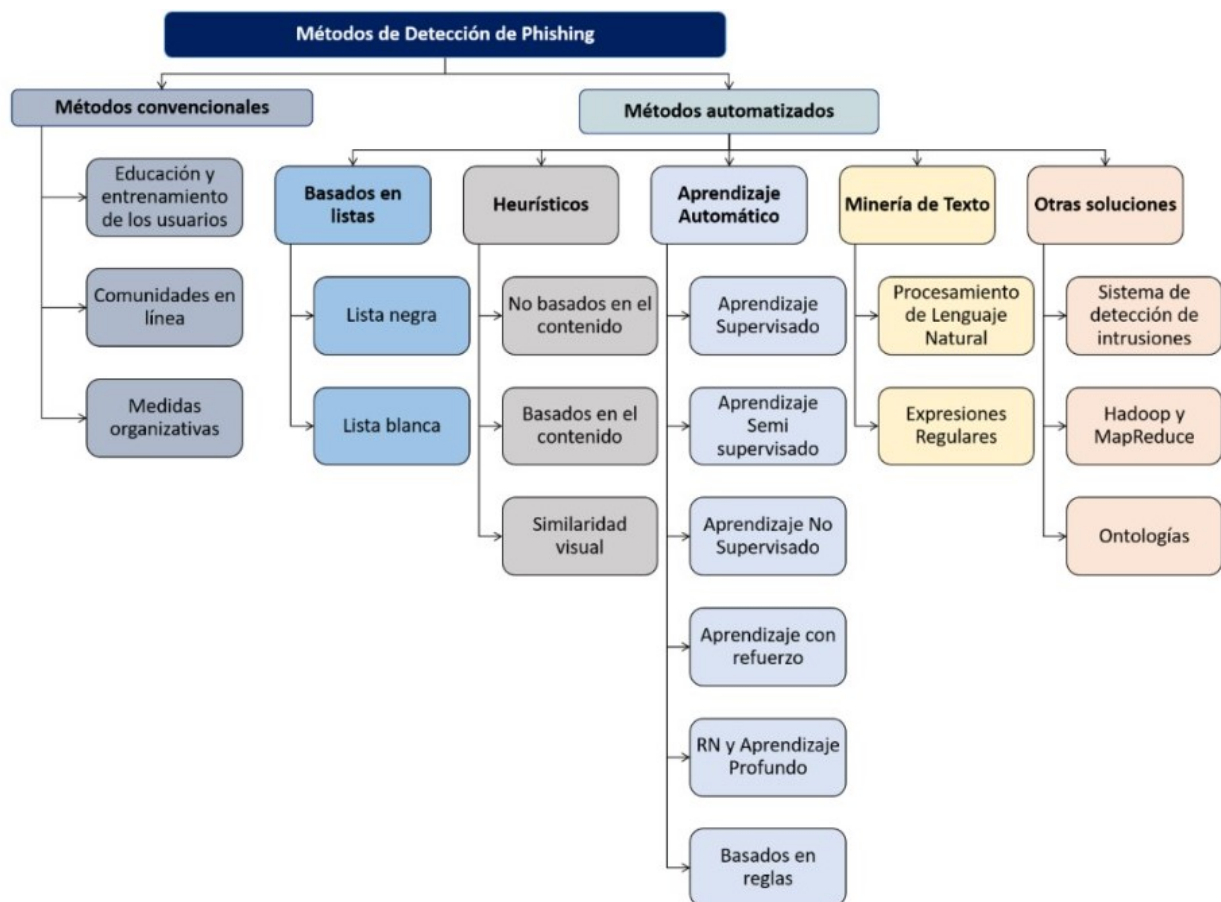 Métodos de Detección de Phishing
Métodos convencionales
Métodos automatizados
Educación y
entrenamiento
de los usuarios
Comunidades en
línea
Medidas
organizativas
Basados en
listas
Lista negra
Lista blanca
Heurísticos
No basados en el
contenido
Basados en el
contenido
Similaridad
visual
Aprendizaje
Automático
Aprendizaje
Supervisado
Aprendizaje
Semi
supervisado
Aprendizaje No
Supervisado
Aprendizaje con
refuerzo
RN y Aprendizaje
Profundo
Basados en
reglas
Minería de Texto
Procesamiento
de Lenguaje
Natural
Expresiones
Regulares
Otras soluciones
Sistema de
detección de
intrusiones
Hadoop y
MapReduce
Ontologías